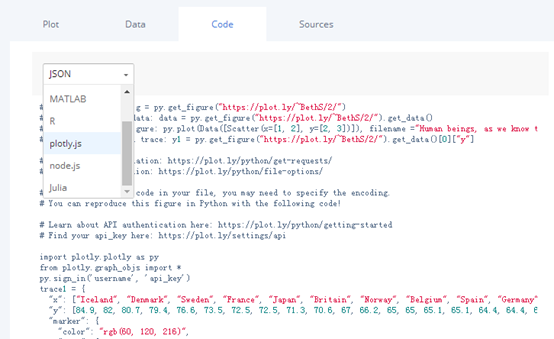 Plot Data Code Sources
JSON
MATLAB
R
plotly.js
node.js
Julia
# g = py.get_figure("https://plot.ly/~BethS/2/")
# data: data = py.get_figure("https://plot.ly/~BethS/2/").get_data()
# gure: py.plot(Data([Scatter(x=[1, 2], y=[2, 3])]), filename ="Human beings, as we know t
# trace: y1 = py.get_figure("https://plot.ly/~BethS/2/").get_data()[0]["y"]
# ation: https://plot.ly/python/get-requests/
# tion: https://plot.ly/python/file-options/
# code in your file, you may need to specify the encoding.
# You can reproduce this figure in Python with the following code!
# Learn about API authentication here: https://plot.ly/python/getting-started
# Find your api_key here: https://plot.ly/settings/api
import plotly.plotly as py
from plotly.graph_objs import *
py.sign_in('username', 'api_key')
trace1 = {
"x": ["Iceland", "Denmark", "Sweden", "France", "Japan", "Britain", "Norway", "Belgium", "Spain", "Germany"
"y": [84.9, 82, 80.7, 79.4, 76.6, 73.5, 72.5, 72.5, 71.3, 70.6, 67, 66.2, 65, 65, 65.1, 65.1, 64.4, 64.4, 6
"marker": {
"color": "rgb(60, 120, 216)",